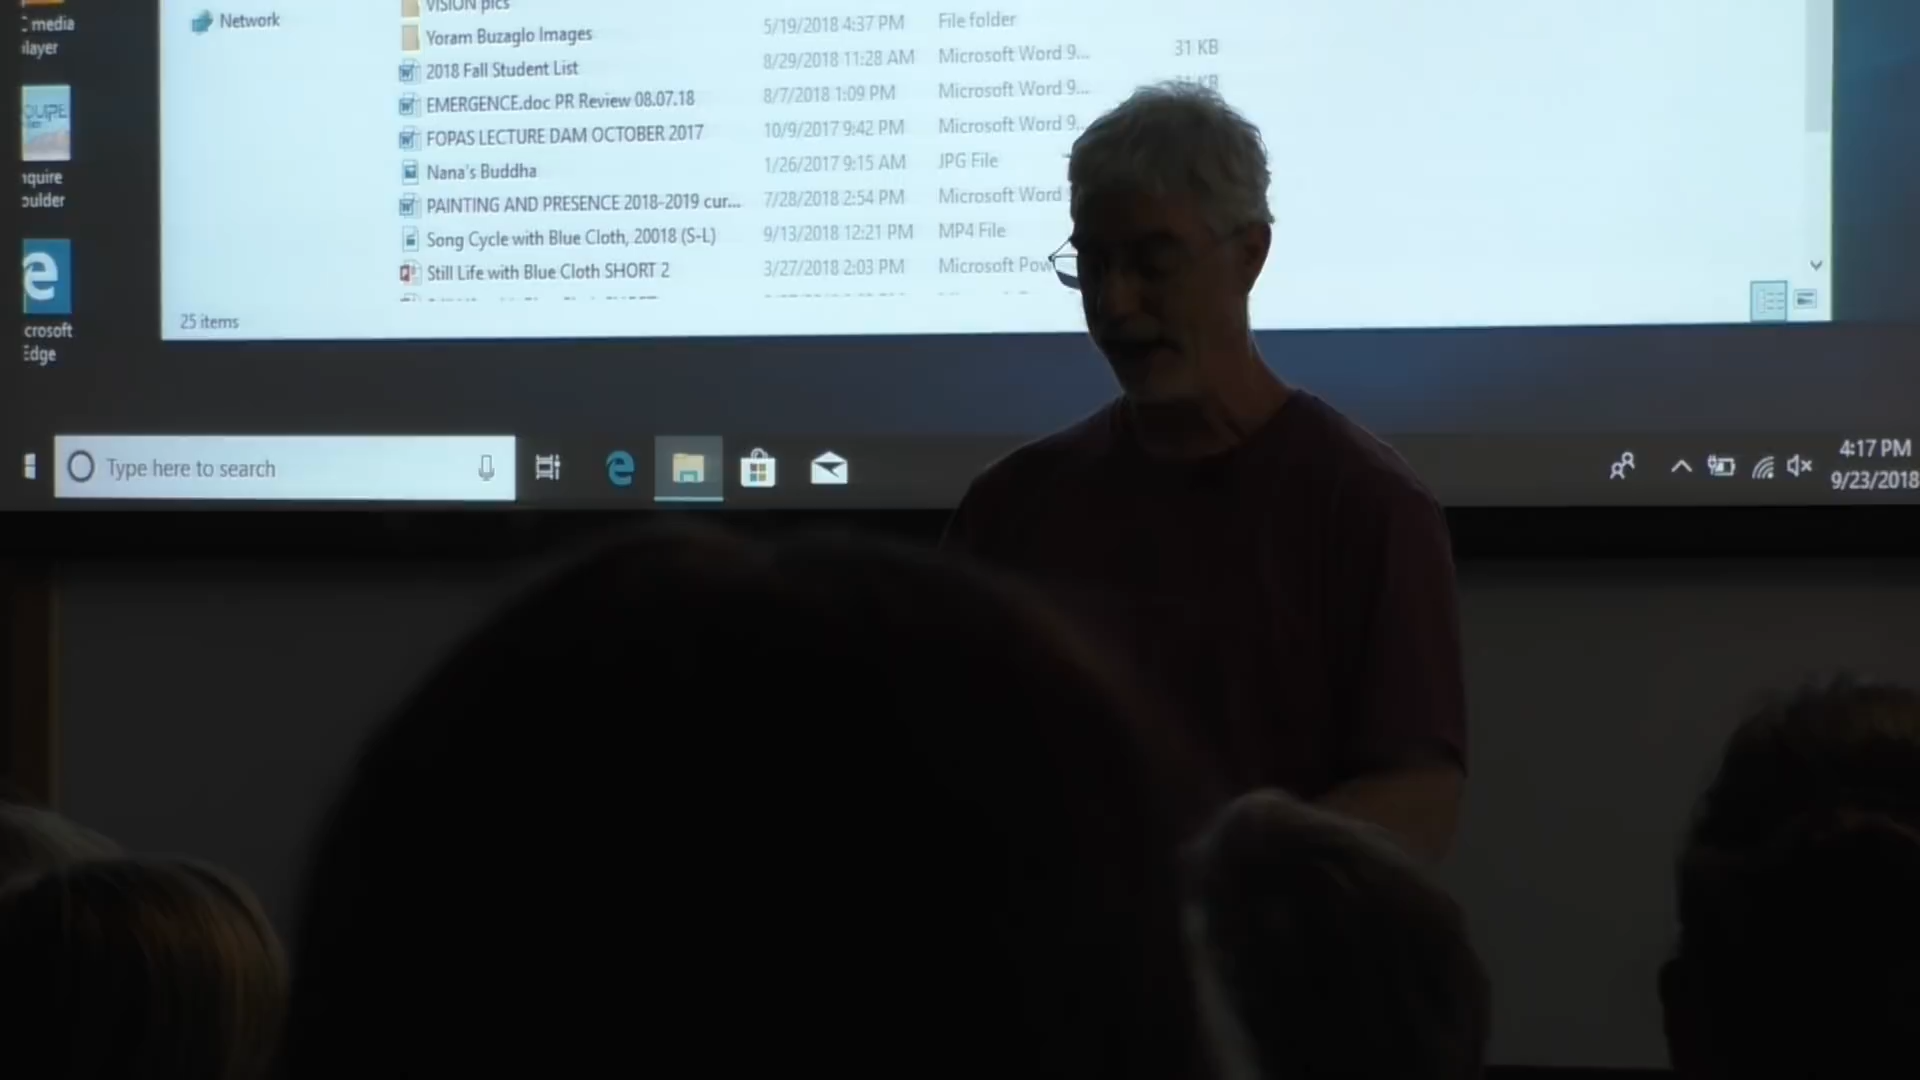 media
Network
VISION pics
5/19/2018 4:37 PM File folder
Yoram Buzaglo Images
2018 Fall Student List 8/29/2018 11:28 AM Microsoft Word 9... 31 KB
EMERGENCE.doc PR Review 08.07.18 8/7/2018 1:09 PM Microsoft Word 9... KB
FOPAS LECTURE DAM OCTOBER 2017 10/9/2017 9:42 PM Microsoft Word 9...
Nana's Buddha 1/26/2017 9:15 AM JPG File
PAINTING AND PRESENCE 2018-2019 cur... 7/28/2018 2:54 PM Microsoft Word
Song Cycle with Blue Cloth, 20018 (S-L) 9/13/2018 12:21 PM MP4 File
Still Life with Blue Cloth SHORT 2 3/27/2018 2:03 PM Microsoft Pow
25 items
layer
QUIPE
nquire
oulder
crosoft
Edge
Type here to search
4:17 PM
9/23/2018